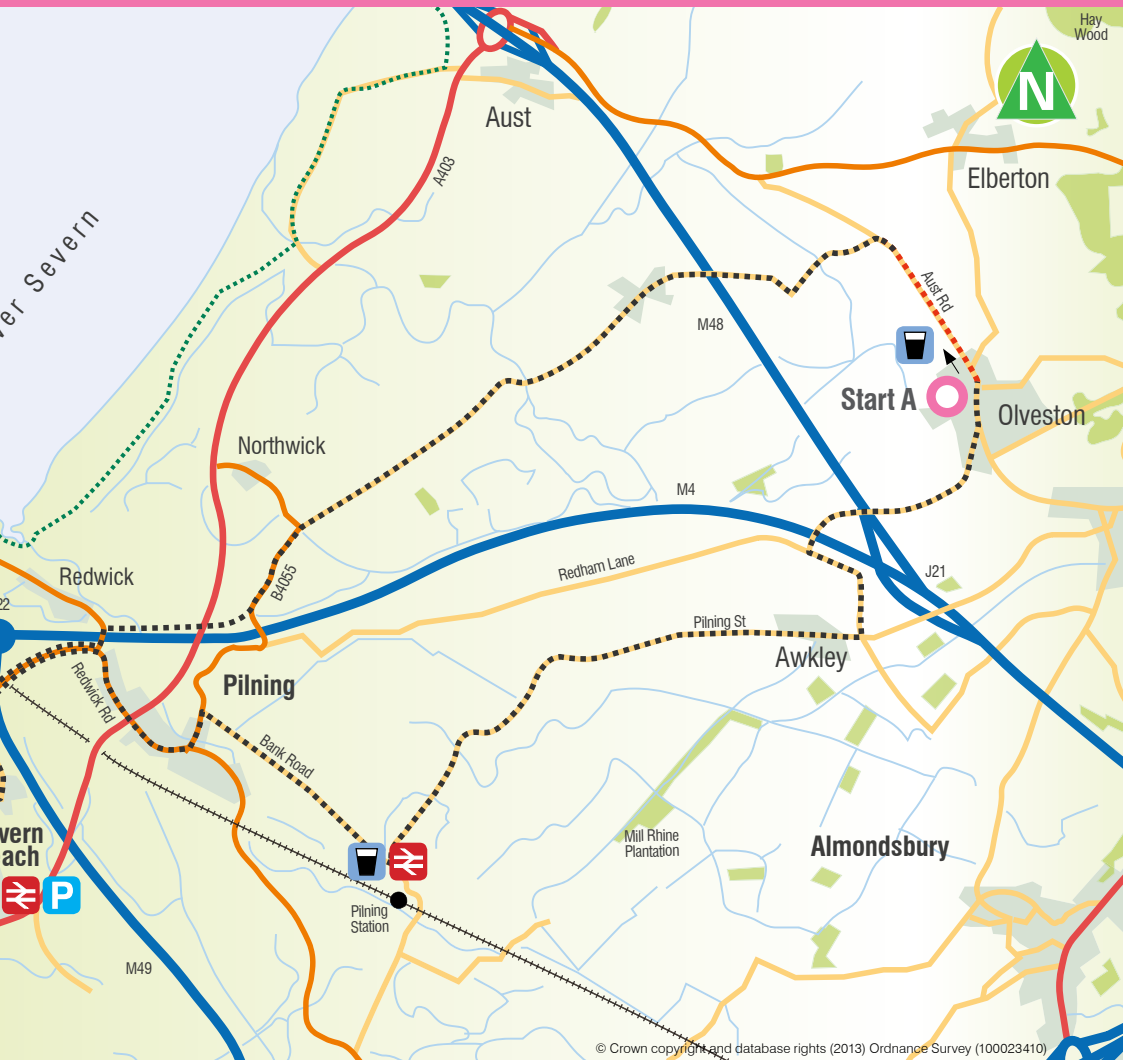 Hay
Wood
N
Aust
A403
Elberton
ver Severn
Aust Rd
M48
Start A
Olveston
Northwick
M4
Redham Lane
J21
B4055
Redwick
22
Pilning St
Awkley
Redwick Rd
Pilning
Bank Road
vern
ach
P
Mill Rhine
Plantation
Almondsbury
Pilning
Station
M49
© Crown copyright and database rights (2013) Ordnance Survey (100023410)